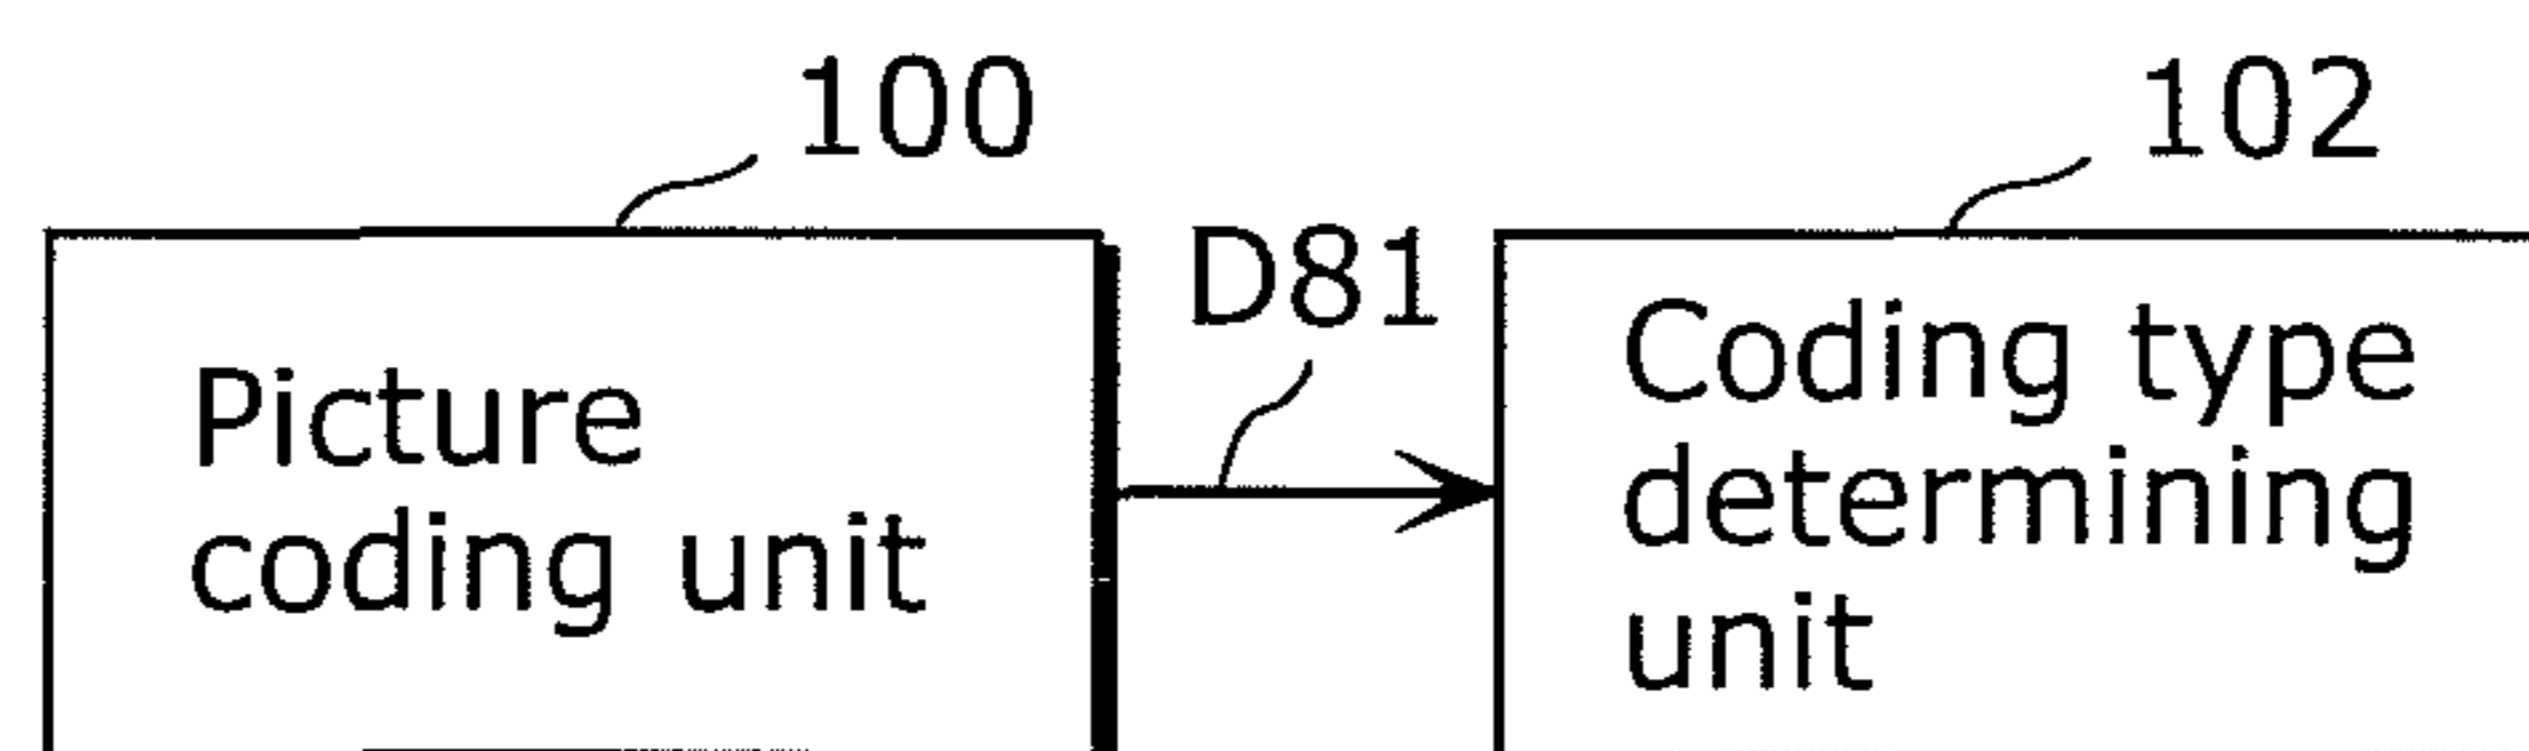 100
102
D81
Picture
coding unit
Coding type
determining
unit